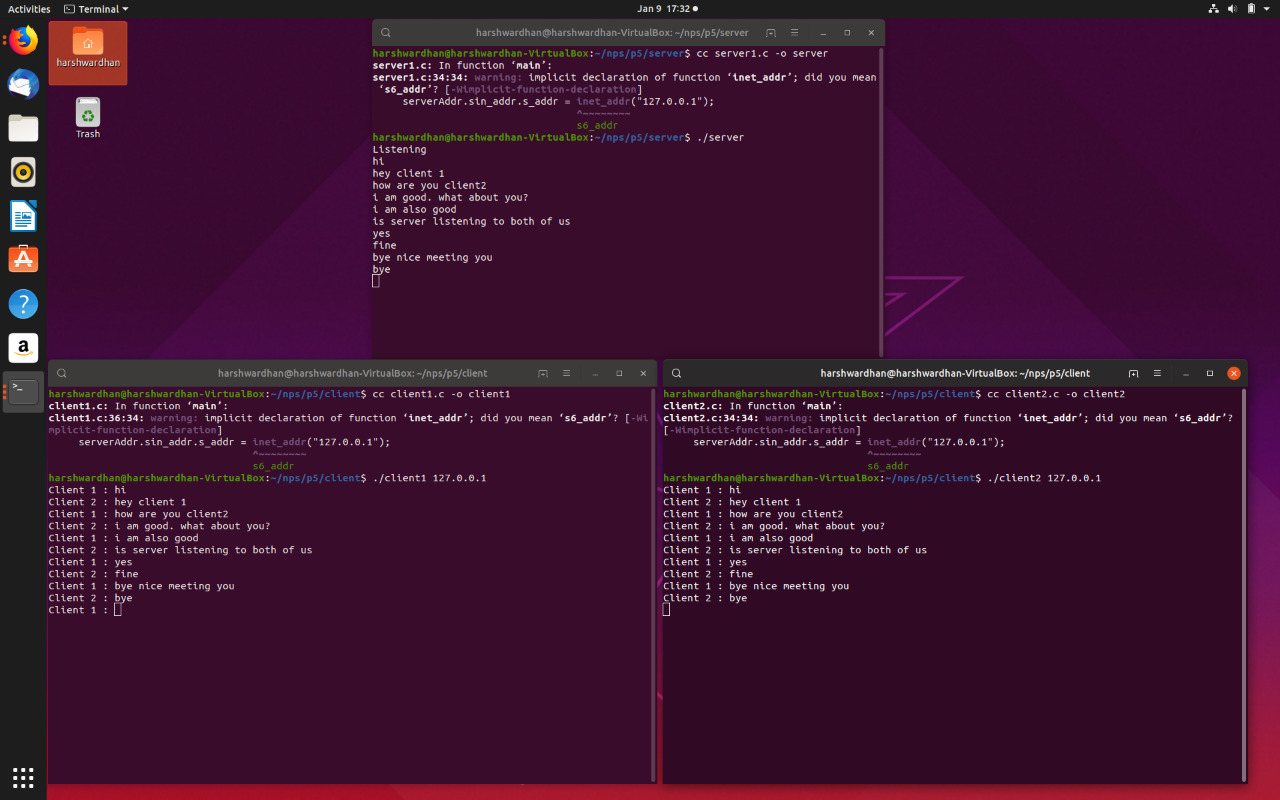 Activities Terminal Jan 9 17:32
harshwardhan
Trash
harshwardhan@harshwardhan-VirtualBox: ~/nps/p5/server
harshwardhan@harshwardhan-VirtualBox:~/nps/p5/server$ cc server1.c -o server
server1.c: In function ‘main’:
server1.c:34:34: warning: implicit declaration of function ‘inet_addr’; did you mean
‘s6_addr’? [-Wimplicit-function-declaration]
serverAddr.sin_addr.s_addr = inet_addr("127.0.0.1");
^~~~~~~~~
s6_addr
harshwardhan@harshwardhan-VirtualBox:~/nps/p5/server$ ./server
Listening
hi
hey client 1
how are you client2
i am good. what about you?
i am also good
is server listening to both of us
yes
fine
bye nice meeting you
bye
harshwardhan@harshwardhan-VirtualBox: ~/nps/p5/client
harshwardhan@harshwardhan-VirtualBox:~/nps/p5/client$ cc client1.c -o client1
client1.c: In function ‘main’:
client1.c:36:34: warning: implicit declaration of function ‘inet_addr’; did you mean ‘s6_addr’? [-Wi
mplicit-function-declaration]
serverAddr.sin_addr.s_addr = inet_addr("127.0.0.1");
^~~~~~~~~
s6_addr
harshwardhan@harshwardhan-VirtualBox:~/nps/p5/client$ ./client1 127.0.0.1
Client 1 : hi
Client 2 : hey client 1
Client 1 : how are you client2
Client 2 : i am good. what about you?
Client 1 : i am also good
Client 2 : is server listening to both of us
Client 1 : yes
Client 2 : fine
Client 1 : bye nice meeting you
Client 2 : bye
Client 1 :
harshwardhan@harshwardhan-VirtualBox: ~/nps/p5/client
harshwardhan@harshwardhan-VirtualBox:~/nps/p5/client$ cc client2.c -o client2
client2.c: In function ‘main’:
client2.c:34:34: warning: implicit declaration of function ‘inet_addr’; did you mean ‘s6_addr’?
[-Wimplicit-function-declaration]
serverAddr.sin_addr.s_addr = inet_addr("127.0.0.1");
^~~~~~~~~
s6_addr
harshwardhan@harshwardhan-VirtualBox:~/nps/p5/client$ ./client2 127.0.0.1
Client 1 : hi
Client 2 : hey client 1
Client 1 : how are you client2
Client 2 : i am good. what about you?
Client 1 : i am also good
Client 2 : is server listening to both of us
Client 1 : yes
Client 2 : fine
Client 1 : bye nice meeting you
Client 2 : bye